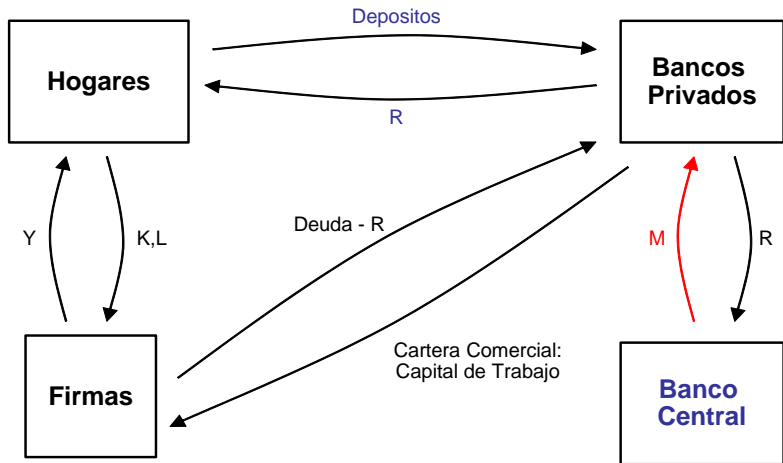 Depositos
Hogares
Bancos
Privados
R
Deuda - R
Y
K,L
M
R
Cartera Comercial:
Capital de Trabajo
Firmas
Banco
Central